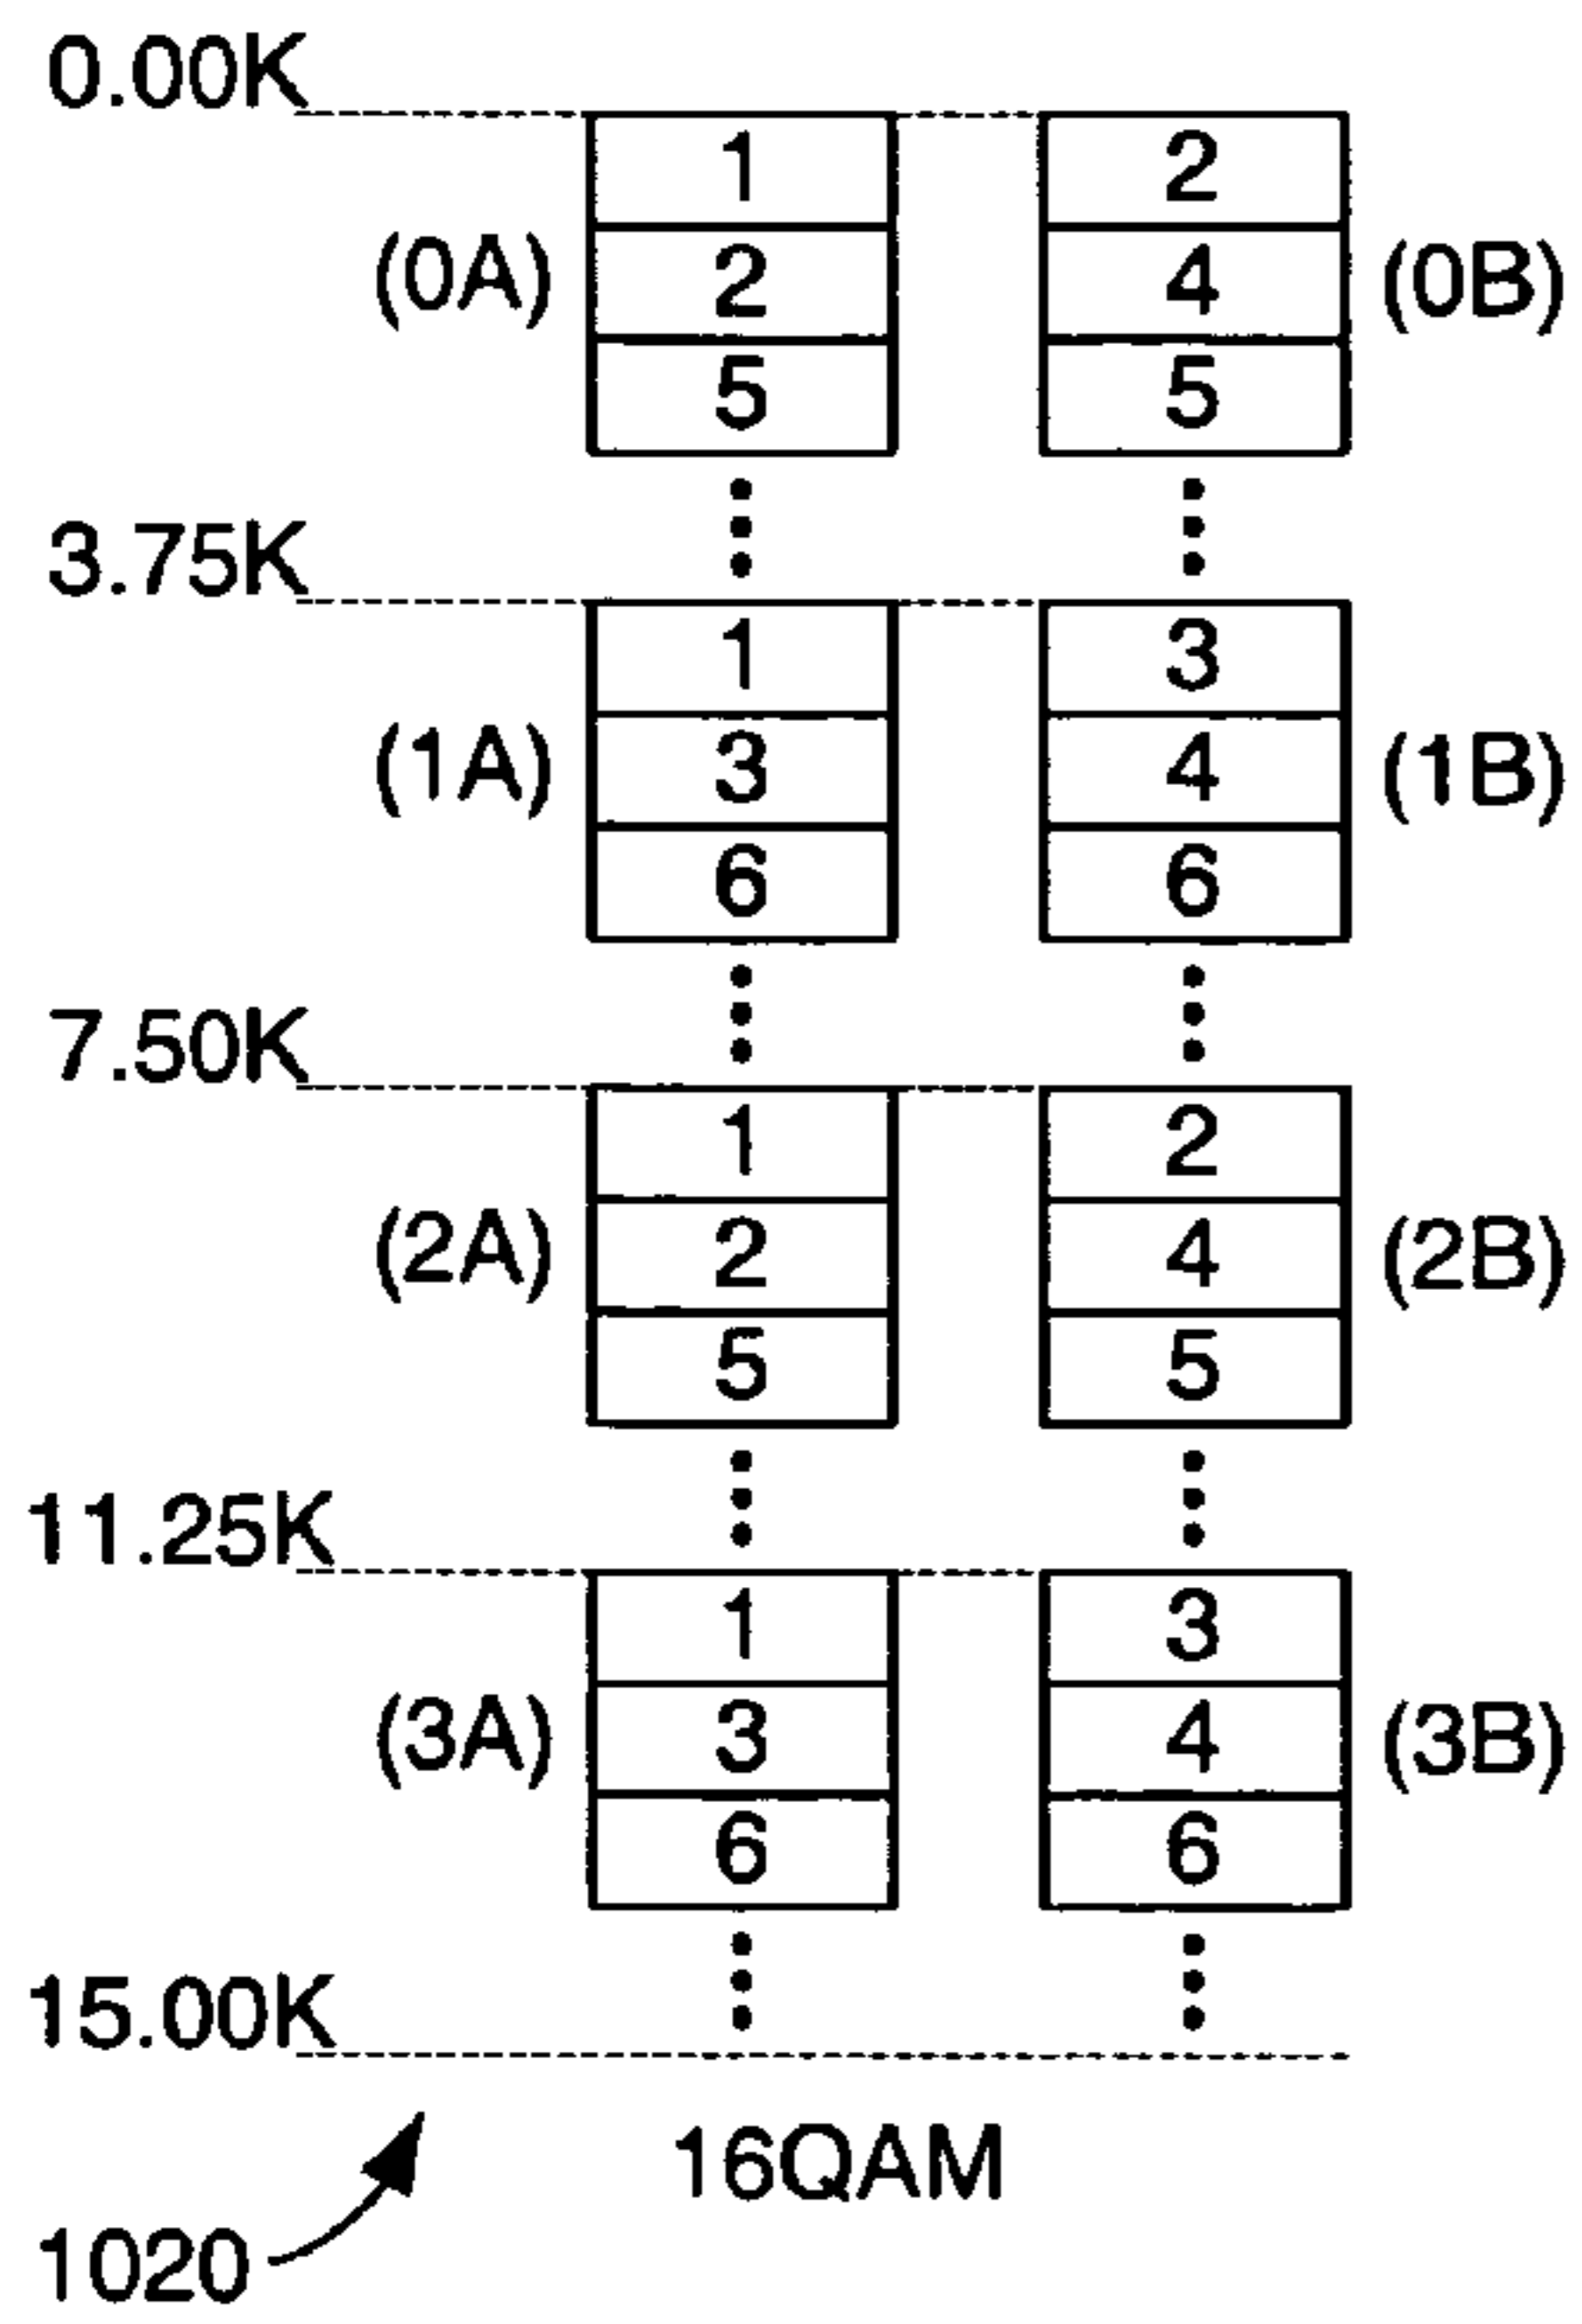 0.00K
1 2
(0A) 2 4 (0B)
5 5
3.75K
1 3
(1A) 3 4 (1B)
6 6
7.50K
1 2
(2A) 2 4 (2B)
5 5
11.25K
1 3
(3A) 3 4 (3B)
6 6
15.00K
16QAM
1020